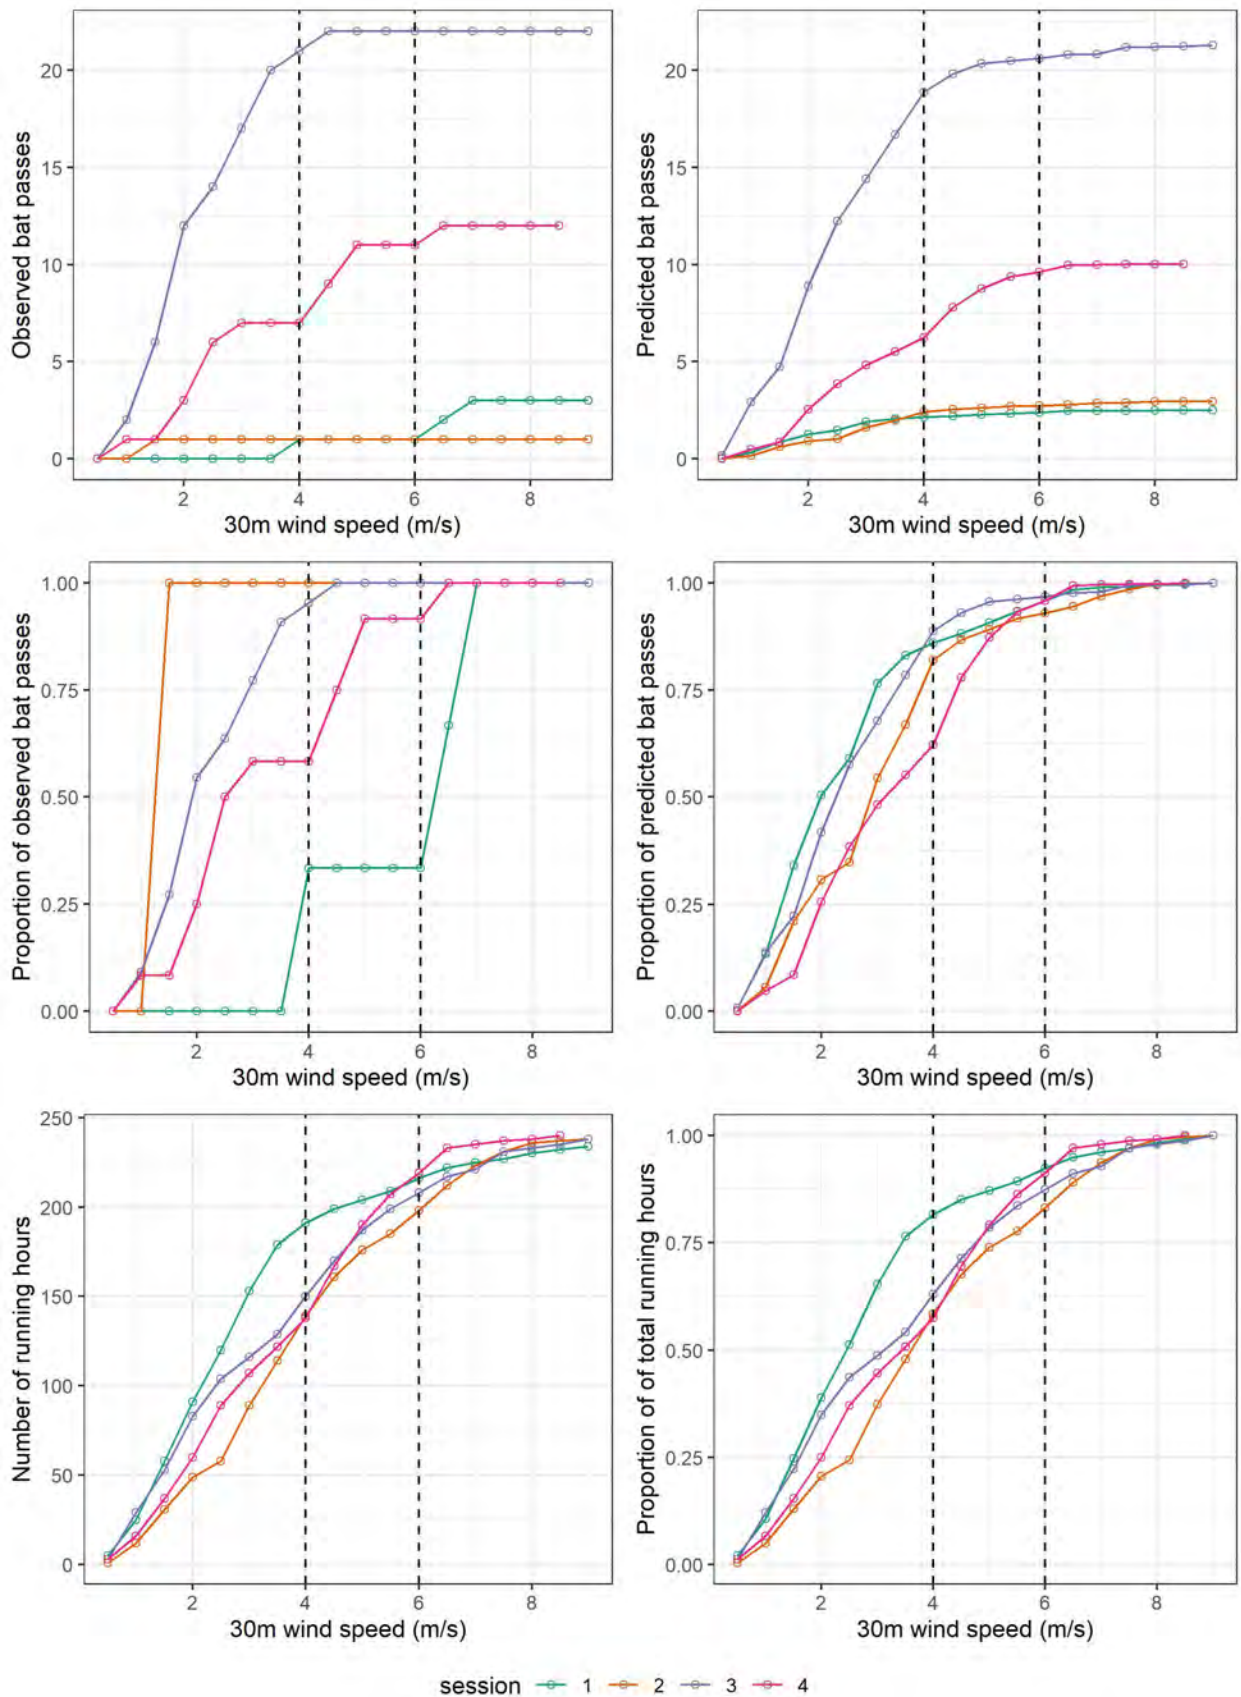 Observed bat passes
20
15
10
5
0
2 4 6 8
30m wind speed (m/s)
Predicted bat passes
20
15
10
5
0
2 4 6 8
30m wind speed (m/s)
Proportion of observed bat passes
1.00
0.75
0.50
0.25
0.00
2 4 6 8
30m wind speed (m/s)
Proportion of predicted bat passes
1.00
0.75
0.50
0.25
0.00
2 4 6 8
30m wind speed (m/s)
Number of running hours
250
200
150
100
50
0
2 4 6 8
30m wind speed (m/s)
Proportion of total running hours
1.00
0.75
0.50
0.25
0.00
2 4 6 8
30m wind speed (m/s)
session 1 2 3 4